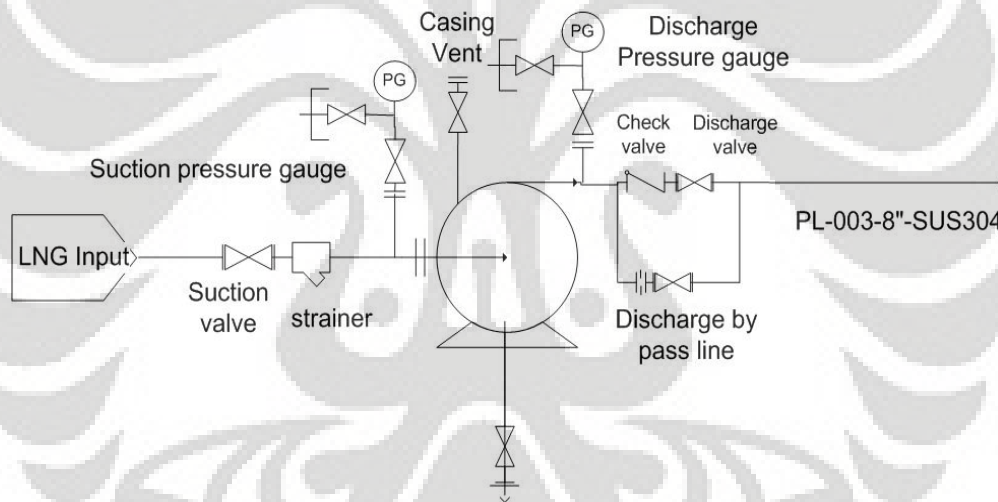 Casing
Vent
PG
Discharge
Pressure gauge
PG
Suction pressure gauge
Check
valve
Discharge
valve
LNG Input
Suction
valve
strainer
PL-003-8"-SUS304
Discharge by
pass line